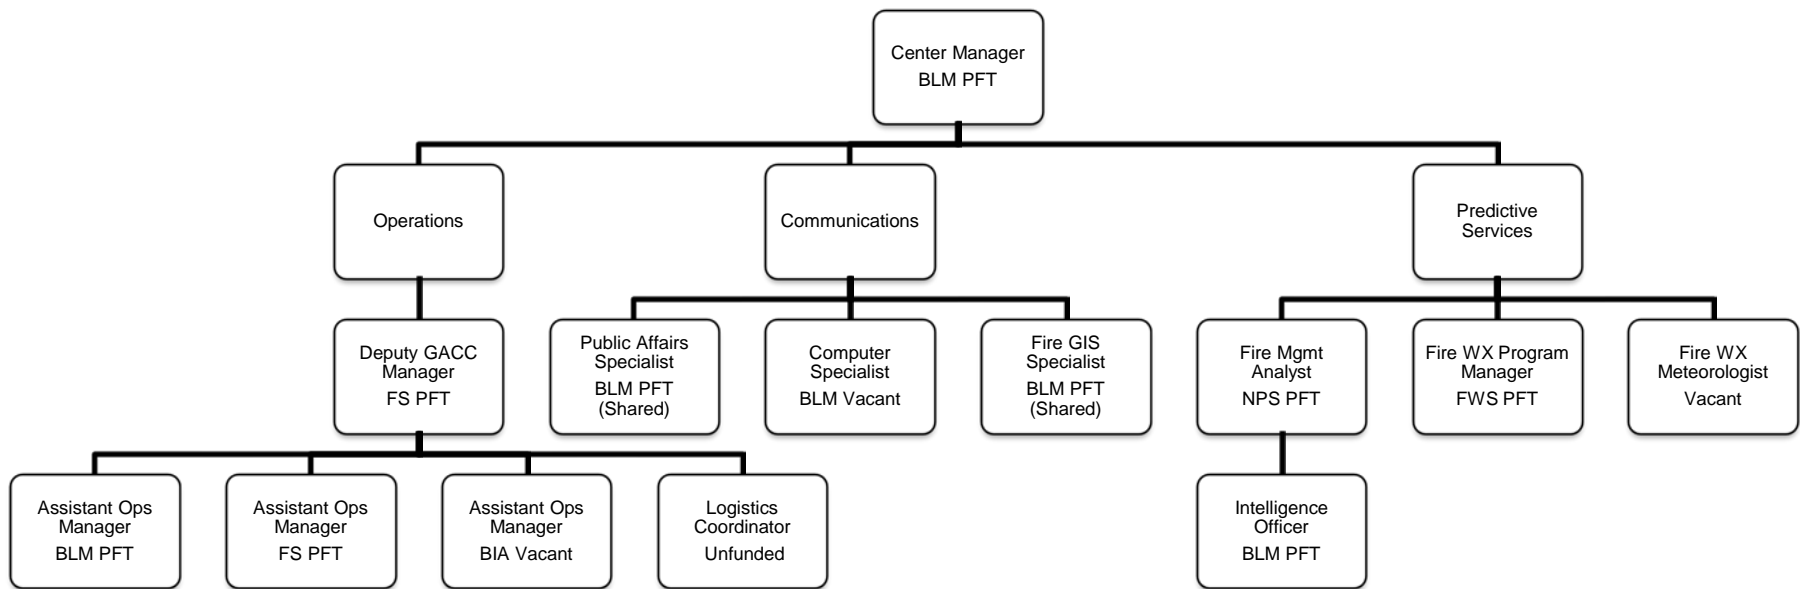 Center Manager
BLM PFT
Operations
Communications
Predictive
Services
Deputy GACC
Manager
FS PFT
Public Affairs
Specialist
BLM PFT
(Shared)
Computer
Specialist
BLM Vacant
Fire GIS
Specialist
BLM PFT
(Shared)
Fire Mgmt
Analyst
NPS PFT
Fire WX Program
Manager
FWS PFT
Fire WX
Meteorologist
Vacant
Assistant Ops
Manager
BLM PFT
Assistant Ops
Manager
FS PFT
Assistant Ops
Manager
BIA Vacant
Logistics
Coordinator
Unfunded
Intelligence
Officer
BLM PFT